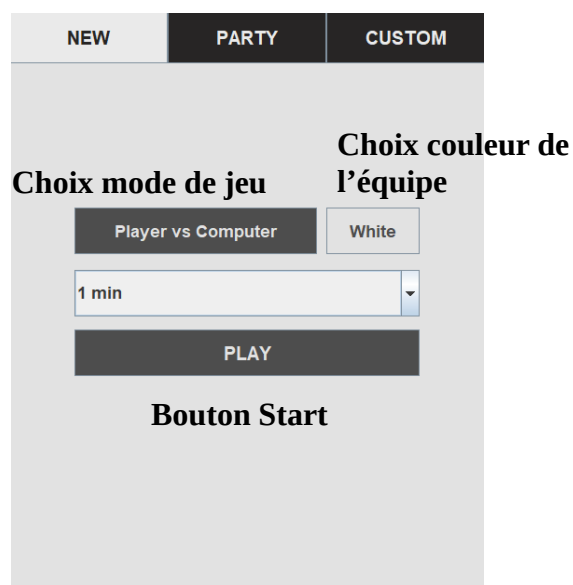 NEW PARTY CUSTOM
Choix couleur de
l’équipe
Choix mode de jeu
Player vs Computer White
1 min
PLAY
Bouton Start